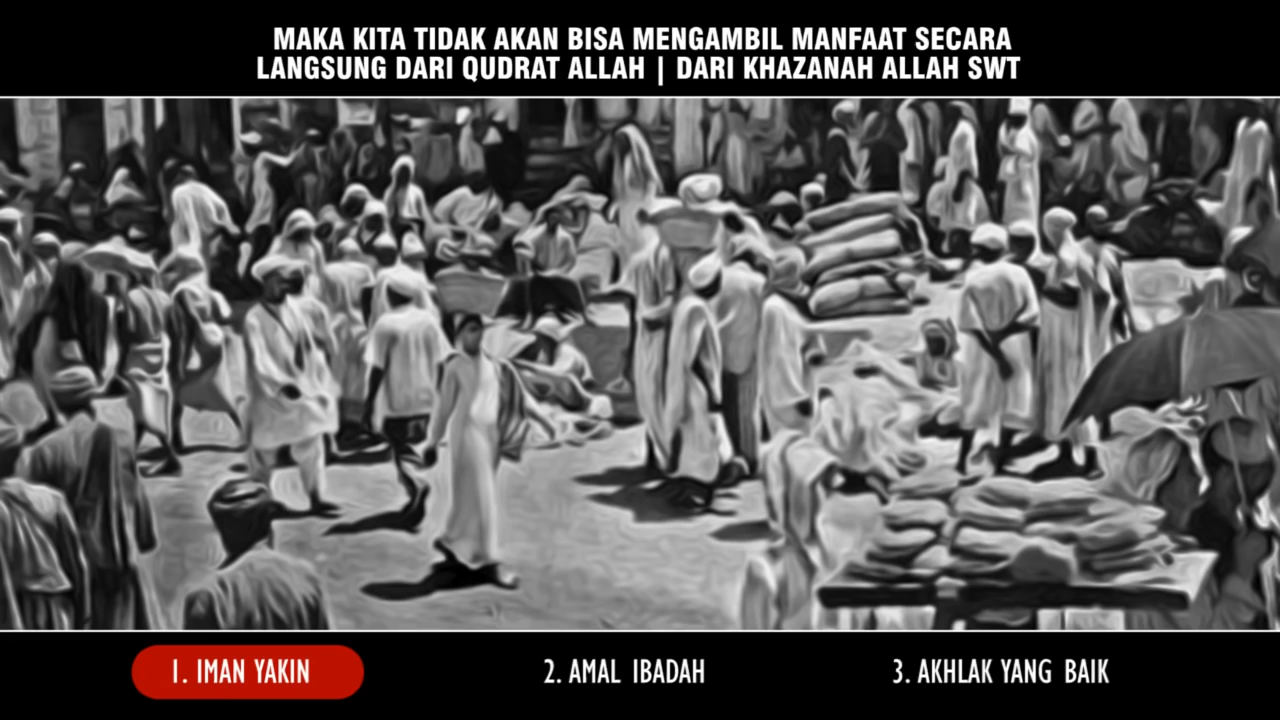 MAKA KITA TIDAK AKAN BISA MENGAMBIL MANFAAT SECARA
LANGSUNG DARI QUDRAT ALLAH | DARI KHAZANAH ALLAH SWT
1. IMAN YAKIN
2. AMAL IBADAH
3. AKHLAK YANG BAIK